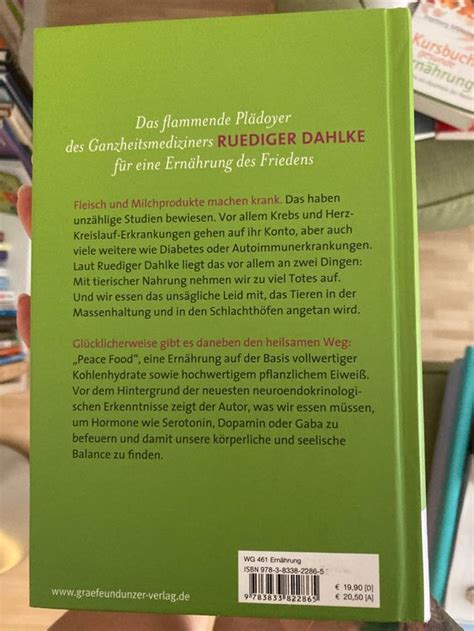 Kursbuch
gesunde
Ernährung
Das flammende Plädoyer
des Ganzheitsmediziners RUEDIGER DAHLKE
für eine Ernährung des Friedens
Fleisch und Milchprodukte machen krank. Das haben
unzählige Studien bewiesen. Vor allem Krebs und Herz-
Kreislauf-Erkrankungen gehen auf ihr Konto, aber auch
viele weitere wie Diabetes oder Autoimmunerkrankungen.
Laut Ruediger Dahlke liegt das vor allem an zwei Dingen:
Mit tierischer Nahrung nehmen wir zu viel Totes auf.
Und wir essen das unsägliche Leid mit, das Tieren in der
Massenhaltung und in den Schlachthöfen angetan wird.
Glücklicherweise gibt es daneben den heilsamen Weg:
„Peace Food", eine Ernährung auf der Basis vollwertiger
Kohlenhydrate sowie hochwertigem pflanzlichem Eiweiß.
Vor dem Hintergrund der neuesten neuroendokrinologi-
schen Erkenntnisse zeigt der Autor, was wir essen müssen,
um Hormone wie Serotonin, Dopamin oder Gaba zu
befeuern und damit unsere körperliche und seelische
Balance zu finden.
WG 461 Ernährung
ISBN 978-3-8338-2286-5
9 783833 822865
€ 19,90 [D]
€ 20,50 [A]
www.graefeundunzer-verlag.de